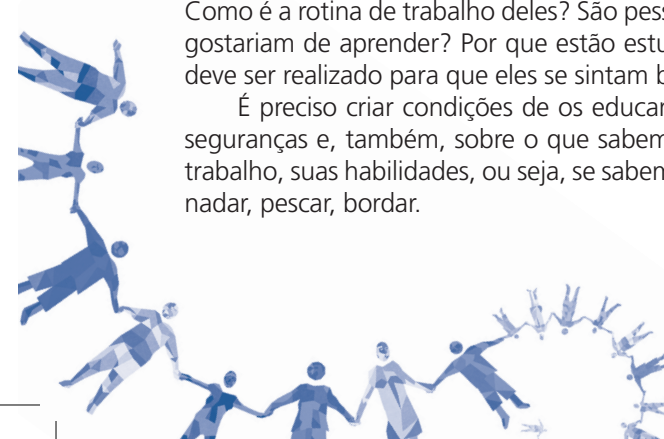 Como é a rotina de trabalho deles? São pess
gostariam de aprender? Por que estão estu
deve ser realizado para que eles se sintam b
É preciso criar condições de os educar
seguranças e, também, sobre o que sabem
trabalho, suas habilidades, ou seja, se sabem
nadar, pescar, bordar.